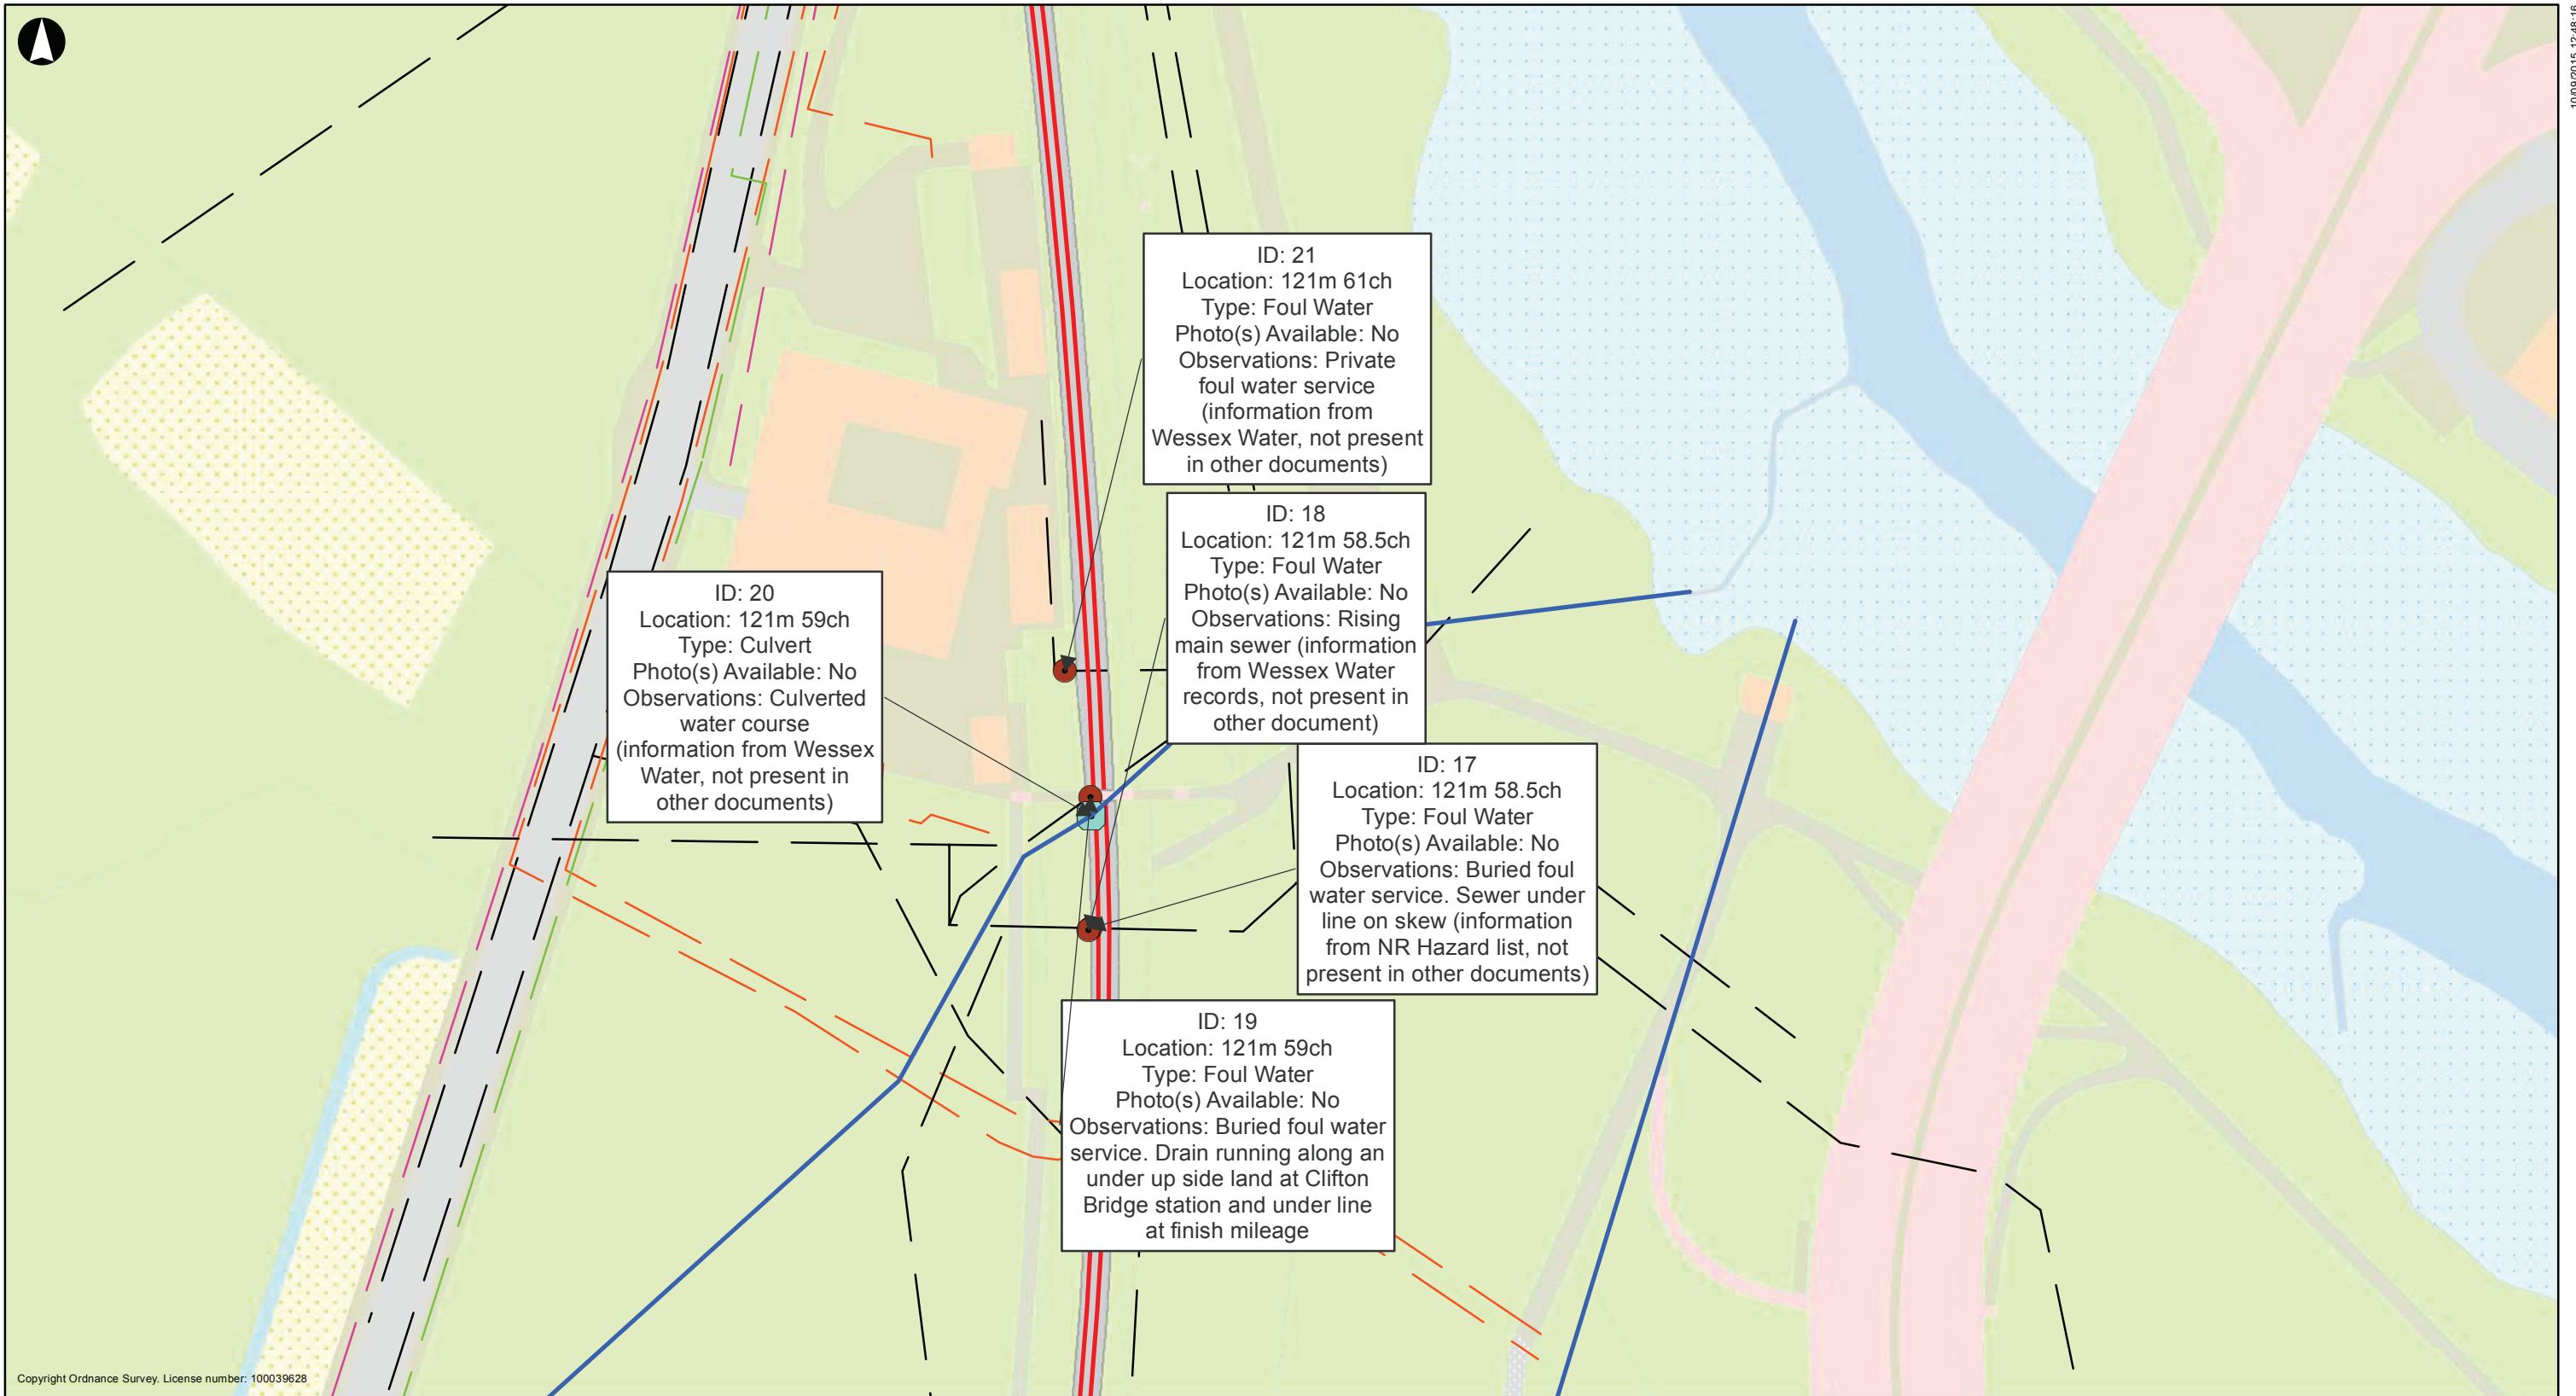 10/09/2015 12:48:16
ID: 21
Location: 121m 61ch
Type: Foul Water
Photo(s) Available: No
Observations: Private
foul water service
(information from
Wessex Water, not present
in other documents)
ID: 18
Location: 121m 58.5ch
Type: Foul Water
Photo(s) Available: No
Observations: Rising
main sewer (information
from Wessex Water
records, not present in
other document)
ID: 20
Location: 121m 59ch
Type: Culvert
Photo(s) Available: No
Observations: Culverted
water course
(information from Wessex
Water, not present in
other documents)
ID: 17
Location: 121m 58.5ch
Type: Foul Water
Photo(s) Available: No
Observations: Buried foul
water service. Sewer under
line on skew (information
from NR Hazard list, not
present in other documents)
ID: 19
Location: 121m 59ch
Type: Foul Water
Photo(s) Available: No
Observations: Buried foul water
service. Drain running along an
under up side land at Clifton
Bridge station and under line
at finish mileage
Copyright Ordnance Survey. License number: 100039628